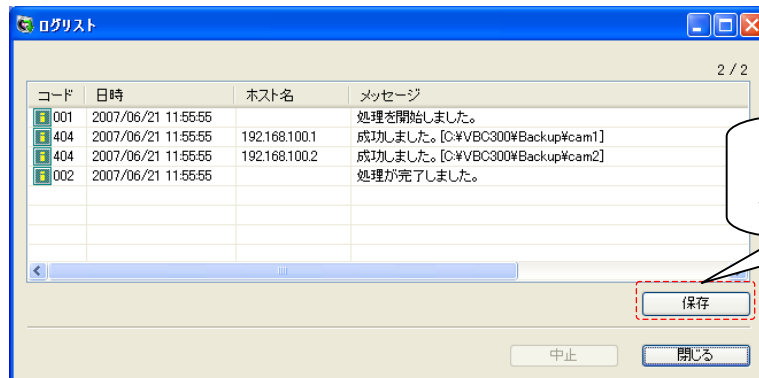 ログリスト
2 / 2
コード 日時 ホスト名 メッセージ
001 2007/06/21 11:55:55 処理を開始しました。
404 2007/06/21 11:55:55 192.168.100.1 成功しました。[C:¥VBC300¥Backup¥cam1]
404 2007/06/21 11:55:55 192.168.100.2 成功しました。[C:¥VBC300¥Backup¥cam2]
002 2007/06/21 11:55:55 処理が完了しました。
保存
中止 閉じる